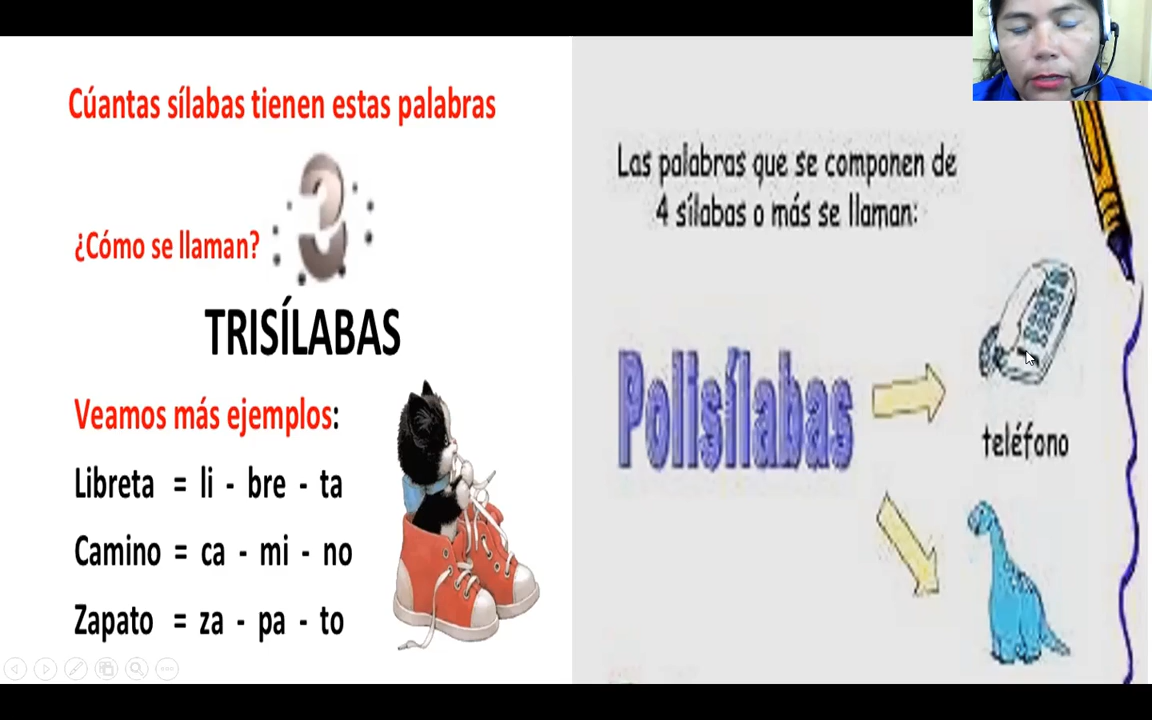 Cúantas sílabas tienen estas palabras
3
¿Cómo se llaman?
TRISÍLABAS
Veamos más ejemplos:
Libreta = li - bre - ta
Camino = ca - mi - no
Zapato = za - pa - to
Las palabras que se componen de
4 sílabas o más se llaman:
Polisílabas
teléfono